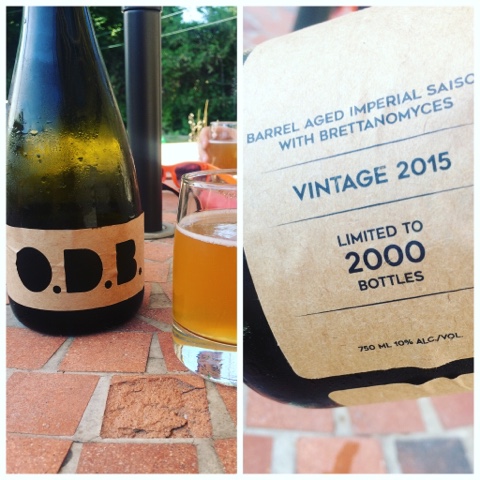 O.D.B.
BARREL AGED IMPERIAL SAISO
WITH BRETTANOMYCES
VINTAGE 2015
LIMITED TO
2000
BOTTLES
750 ML 10% ALC./VOL.